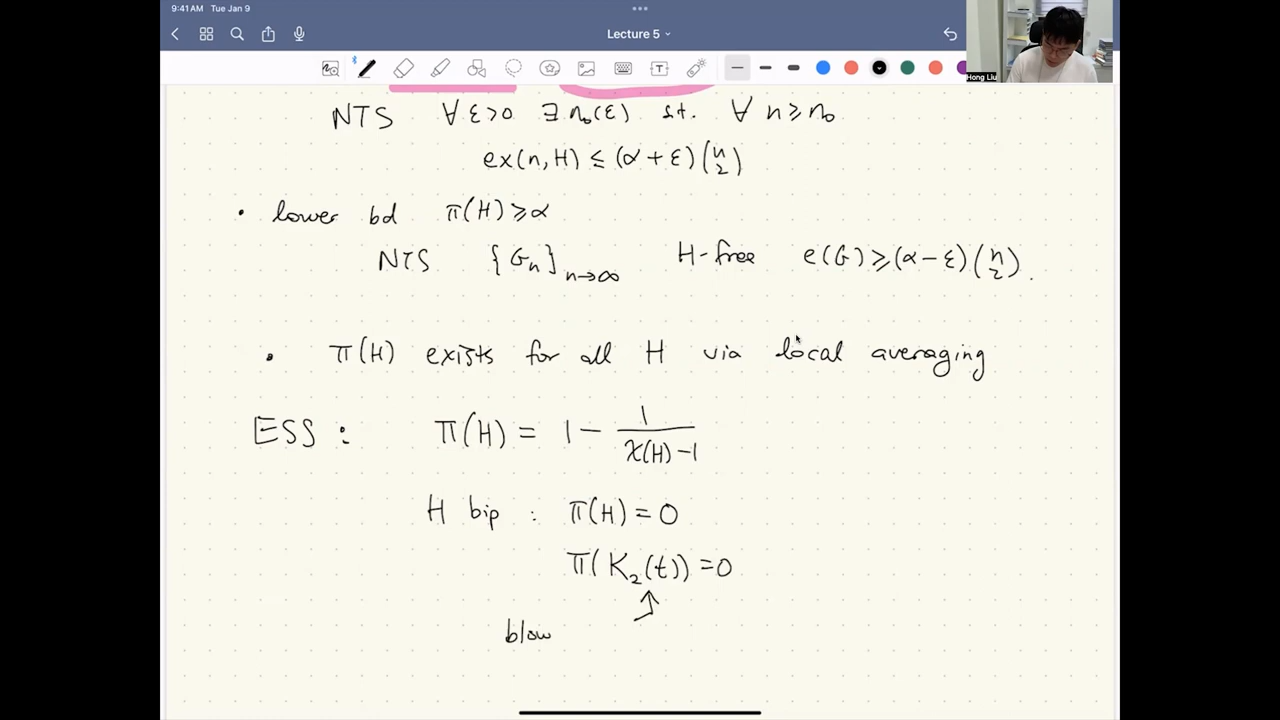 9:41 AM Tue Jan 9
Lecture 5
Hong Liu
NTS ∀ ε>0 ∃ n₀(ε) st. ∀ n ≥ n₀
ex(n,H) ≤ (α + ε) (n 2)
• lower bd π(H) ≥ α
NTS {Gₙ}ₙ→∞ H-free e(G) ≥ (α − ε) (n 2).
• π(H) exists for all H via local averaging
ESS : π(H) = 1 − 1/(χ(H) −1)
H bip : π(H) = 0
π(K₂(t)) = 0
blow